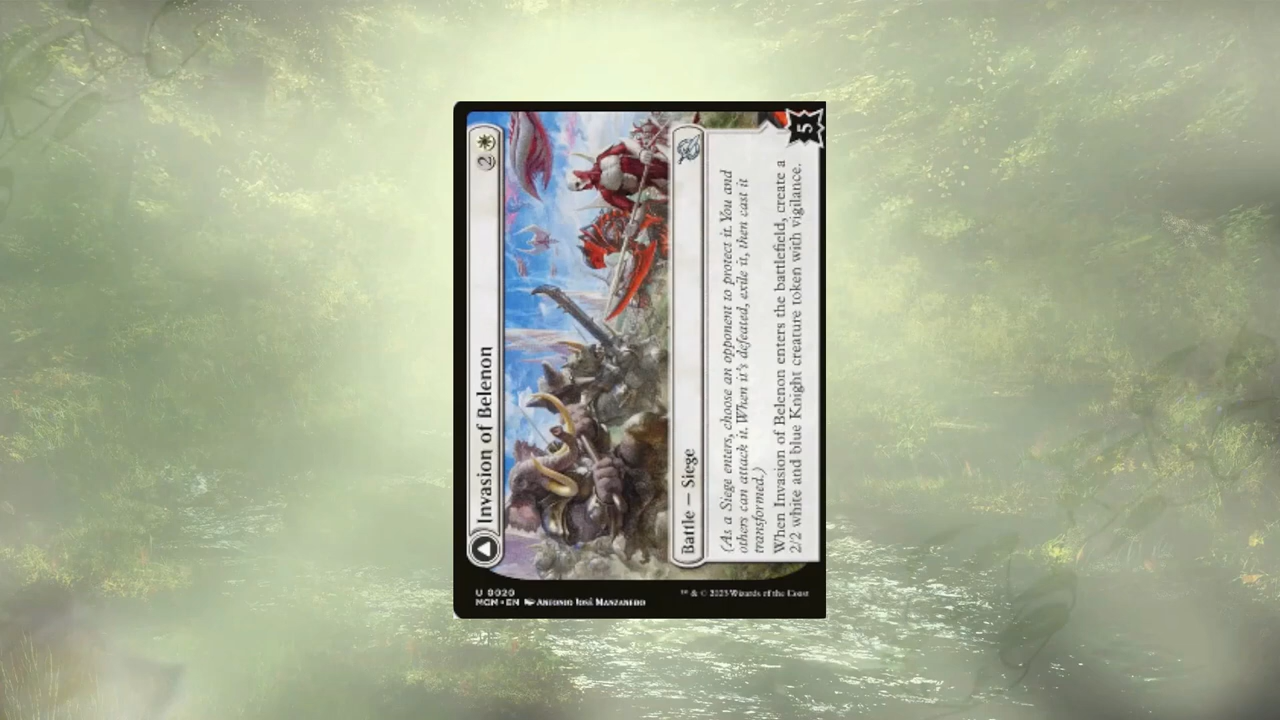 Invasion of Belenon
2
Battle — Siege
(As a Siege enters, choose an opponent to protect it. You and
others can attack it. When it's defeated, exile it, then cast it
transformed.)
When Invasion of Belenon enters the battlefield, create a
2/2 white and blue Knight creature token with vigilance.
5
U 0020
MOM • EN Antonio José Manzanedo
™ & © 2023 Wizards of the Coast